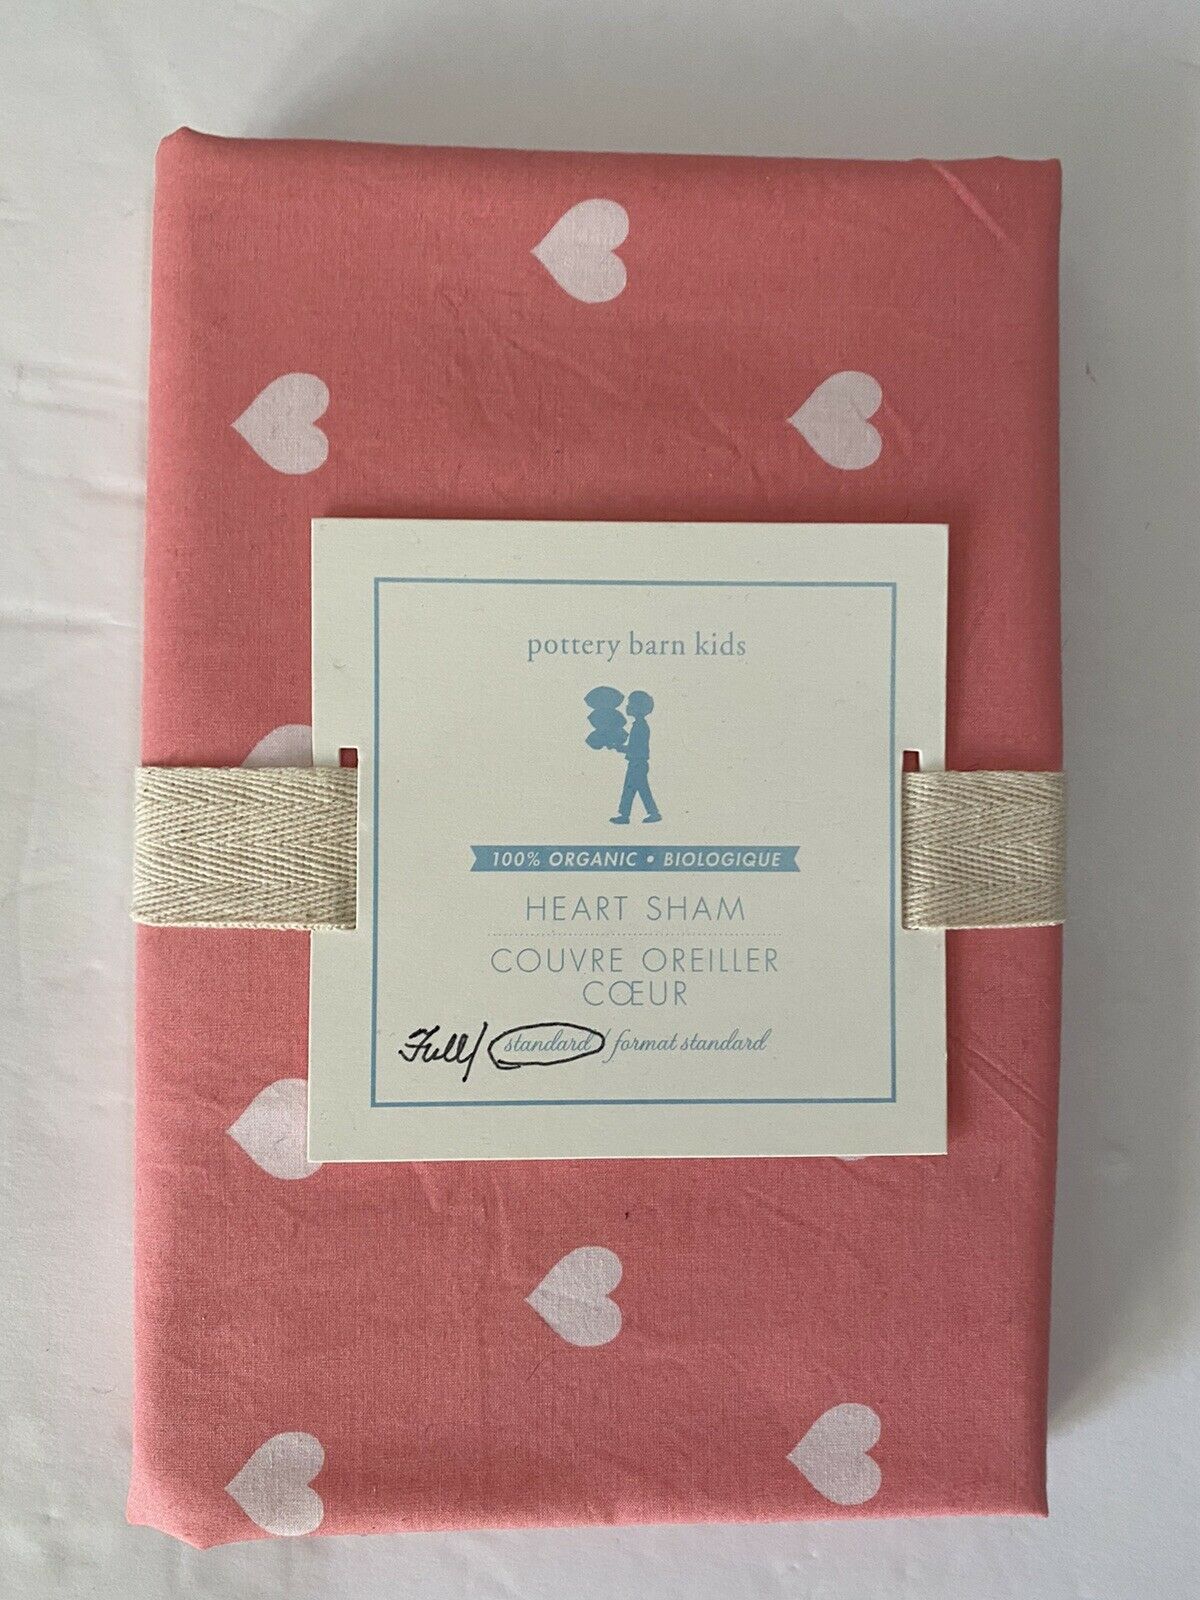 pottery barn kids
100% ORGANIC • BIOLOGIQUE
HEART SHAM
COUVRE OREILLER
CŒUR
Full/ standard / format standard